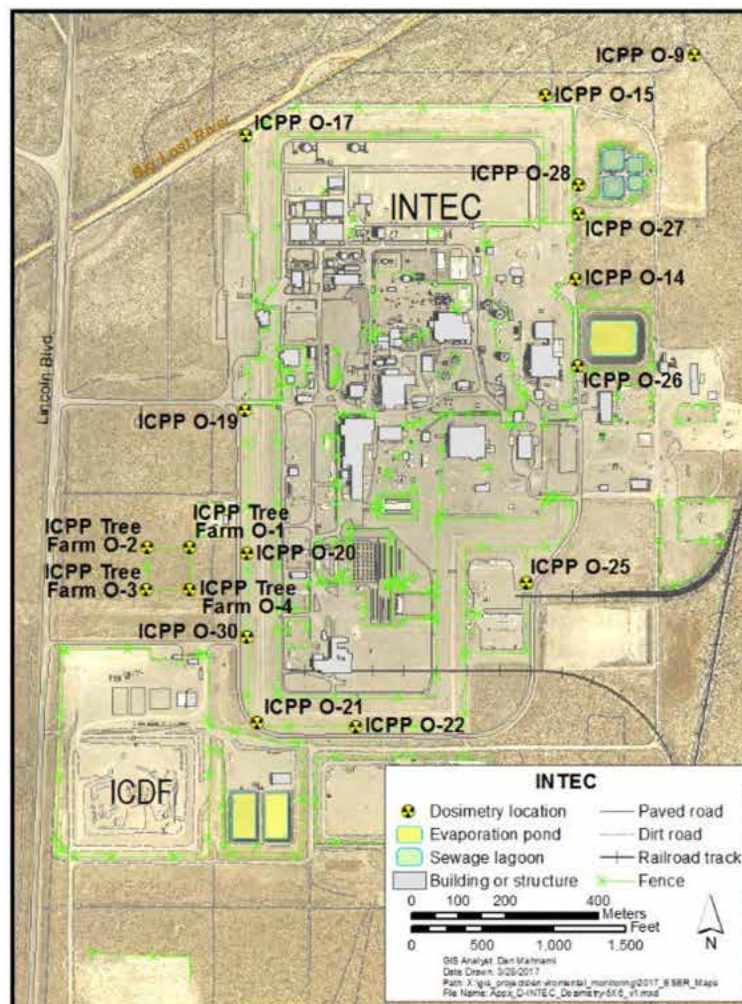 ICPP O-9
ICPP O-15
ICPP O-17
Big Lost River
ICPP O-28
INTEC
ICPP O-27
ICPP O-14
Lincoln Blvd
ICPP O-26
ICPP O-19
ICPP Tree
Farm O-1
ICPP Tree
Farm O-2
ICPP O-20
ICPP O-25
ICPP Tree
Farm O-3
ICPP Tree
Farm O-4
ICPP O-30
ICPP O-21
ICPP O-22
ICDF
INTEC
Dosimetry location
Paved road
Evaporation pond
Dirt road
Sewage lagoon
Railroad track
Building or structure
Fence
0 100 200 400
Meters
Feet
0 500 1,000 1,500
N
GIS Analyst: Dan Mahnami
Date Drawn: 3/28/2017